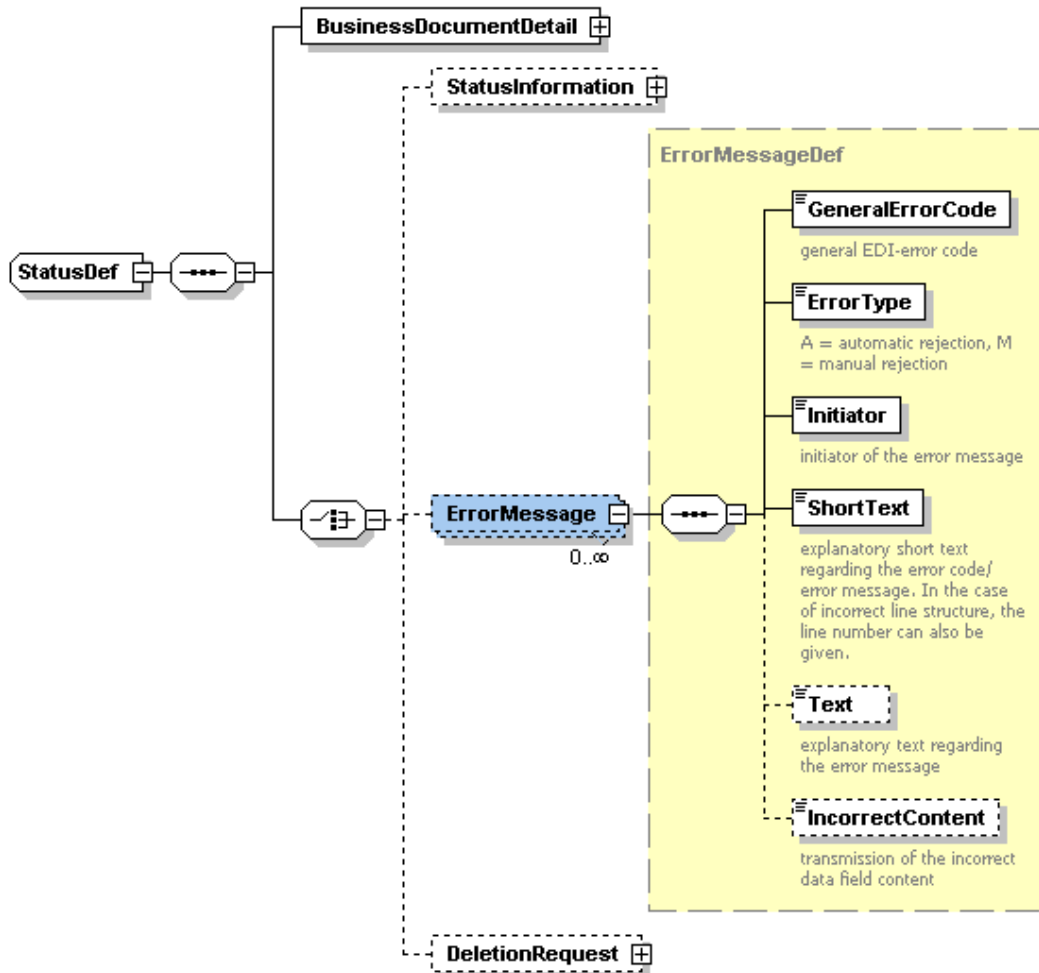 BusinessDocumentDetail
StatusInformation
ErrorMessageDef
GeneralErrorCode
general EDI-error code
StatusDef
ErrorType
A = automatic rejection, M
= manual rejection
Initiator
initiator of the error message
ErrorMessage
0..∞
ShortText
explanatory short text
regarding the error code/
error message. In the case
of incorrect line structure, the
line number can also be
given.
Text
explanatory text regarding
the error message
IncorrectContent
transmission of the incorrect
data field content
DeletionRequest